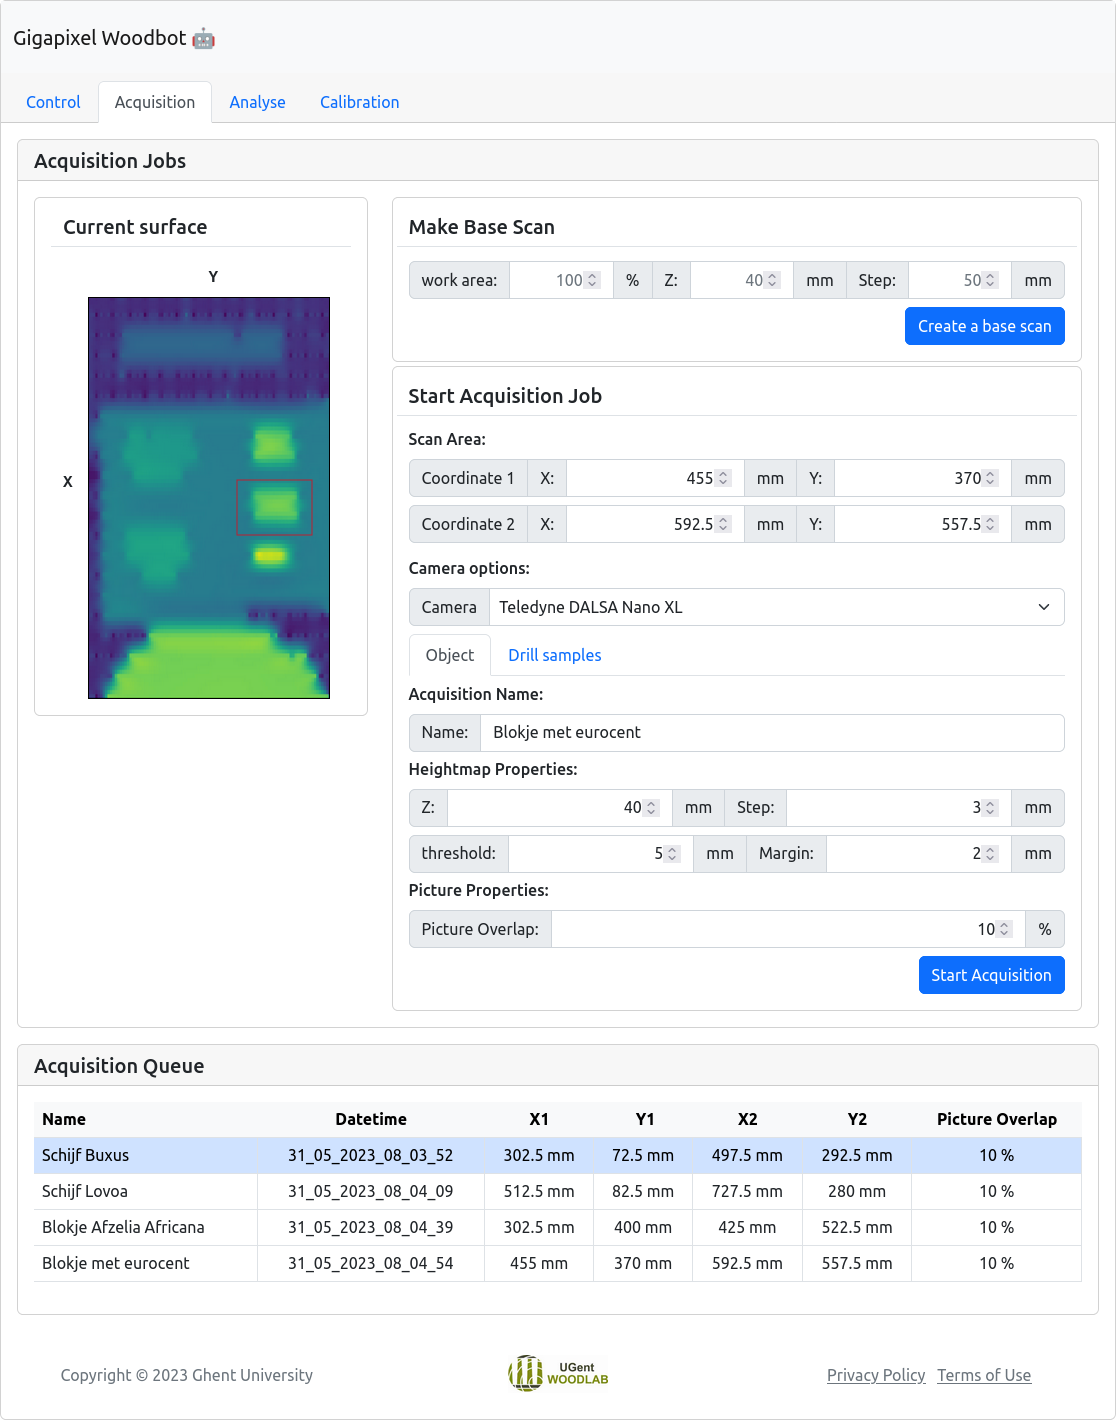 Gigapixel Woodbot 🤖
Control Acquisition Analyse Calibration
Acquisition Jobs
Current surface
Y
X
Make Base Scan
work area: 100 % Z: 40 mm Step: 50 mm
Create a base scan
Start Acquisition Job
Scan Area:
Coordinate 1 X: 455 mm Y: 370 mm
Coordinate 2 X: 592.5 mm Y: 557.5 mm
Camera options:
Camera Teledyne DALSA Nano XL
Object Drill samples
Acquisition Name:
Name: Blokje met eurocent
Heightmap Properties:
Z: 40 mm Step: 3 mm
threshold: 5 mm Margin: 2 mm
Picture Properties:
Picture Overlap: 10 %
Start Acquisition
Acquisition Queue
Name Datetime X1 Y1 X2 Y2 Picture Overlap
Schijf Buxus 31_05_2023_08_03_52 302.5 mm 72.5 mm 497.5 mm 292.5 mm 10 %
Schijf Lovoa 31_05_2023_08_04_09 512.5 mm 82.5 mm 727.5 mm 280 mm 10 %
Blokje Afzelia Africana 31_05_2023_08_04_39 302.5 mm 400 mm 425 mm 522.5 mm 10 %
Blokje met eurocent 31_05_2023_08_04_54 455 mm 370 mm 592.5 mm 557.5 mm 10 %
Copyright © 2023 Ghent University
UGent
WOODLAB
Privacy Policy Terms of Use